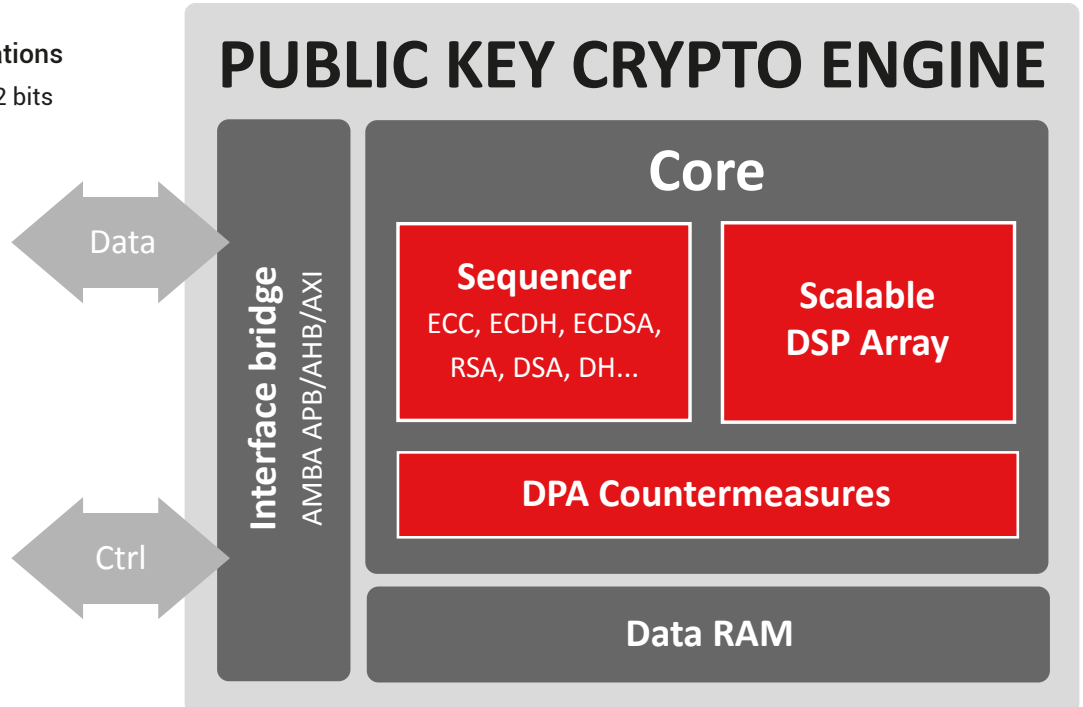 PUBLIC KEY CRYPTO ENGINE
2 bits
Core
Data
Sequencer
ECC, ECDH, ECDSA,
RSA, DSA, DH...
Scalable
DSP Array
Interface bridge
AMBA APB/AHB/AXI
DPA Countermeasures
Ctrl
Data RAM